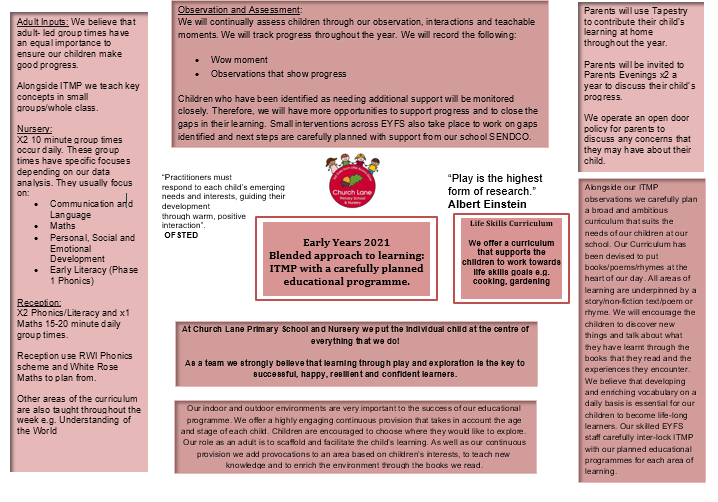 Adult Inputs: We believe that
adult- led group times have
an equal importance to
ensure our children make
good progress.
Alongside ITMP we teach key
concepts in small
groups/whole class.
Nursery:
X2 10 minute group times
occur daily. These group
times have specific focuses
depending on our data
analysis. They usually focus
on:
• Communication and
Language
• Maths
• Personal, Social and
Emotional
Development
• Early Literacy (Phase
1 Phonics)
Reception:
X2 Phonics/Literacy and x1
Maths 15-20 minute daily
group times.
Reception use RWI Phonics
scheme and White Rose
Maths to plan from.
Other areas of the curriculum
are also taught throughout the
week e.g. Understanding of
the World
Observation and Assessment:
We will continually assess children through our observation, interactions and teachable
moments. We will track progress throughout the year. We will record the following:
• Wow moment
• Observations that show progress
Children who have been identified as needing additional support will be monitored
closely. Therefore, we will have more opportunities to support progress and to close the
gaps in their learning. Small interventions across EYFS also take place to work on gaps
identified and next steps are carefully planned with support from our school SENDCO.
"Practitioners must
respond to each child's emerging
needs and interests, guiding their
development
through warm, positive
interaction".
OFSTED
Church Lane
Primary School
& Nursery
"Play is the highest
form of research."
Albert Einstein
Early Years 2021
Blended approach to learning:
ITMP with a carefully planned
educational programme.
Life Skills Curriculum
We offer a curriculum
that supports the
children to work towards
life skills goals e.g.
cooking, gardening
At Church Lane Primary School and Nursery we put the individual child at the centre of
everything that we do!
As a team we strongly believe that learning through play and exploration is the key to
successful, happy, resilient and confident learners.
Our indoor and outdoor environments are very important to the success of our educational
programme. We offer a highly engaging continuous provision that takes in account the age
and stage of each child. Children are encouraged to choose where they would like to explore.
Our role as an adult is to scaffold and facilitate the child's learning. As well as our continuous
provision we add provocations to an area based on children's interests, to teach new
knowledge and to enrich the environment through the books we read.
Parents will use Tapestry
to contribute their child's
learning at home
throughout the year.
Parents will be invited to
Parents Evenings x2 a
year to discuss their child's
progress.
We operate an open door
policy for parents to
discuss any concerns that
they may have about their
child.
Alongside our ITMP
observations we carefully plan
a broad and ambitious
curriculum that suits the
needs of our children at our
school. Our Curriculum has
been devised to put
books/poems/rhymes at the
heart of our day. All areas of
learning are underpinned by a
story/non-fiction text/poem or
rhyme. We will encourage the
children to discover new
things and talk about what
they have learnt through the
books that they read and the
experiences they encounter.
We believe that developing
and enriching vocabulary on a
daily basis is essential for our
children to become life-long
learners. Our skilled EYFS
staff carefully inter-lock ITMP
with our planned educational
programmes for each area of
learning.